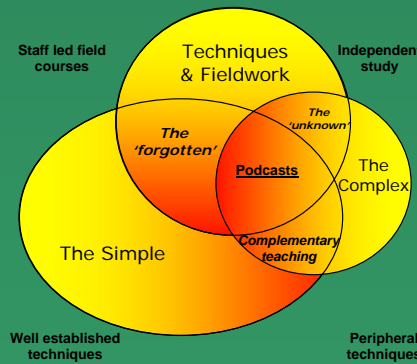 Staff led field
courses
Techniques
& Fieldwork
Independent
study
The
'unknown'
The
'forgotten'
Podcasts
The
Complex
The Simple
Complementary
teaching
Well established
techniques
Peripheral
techniques